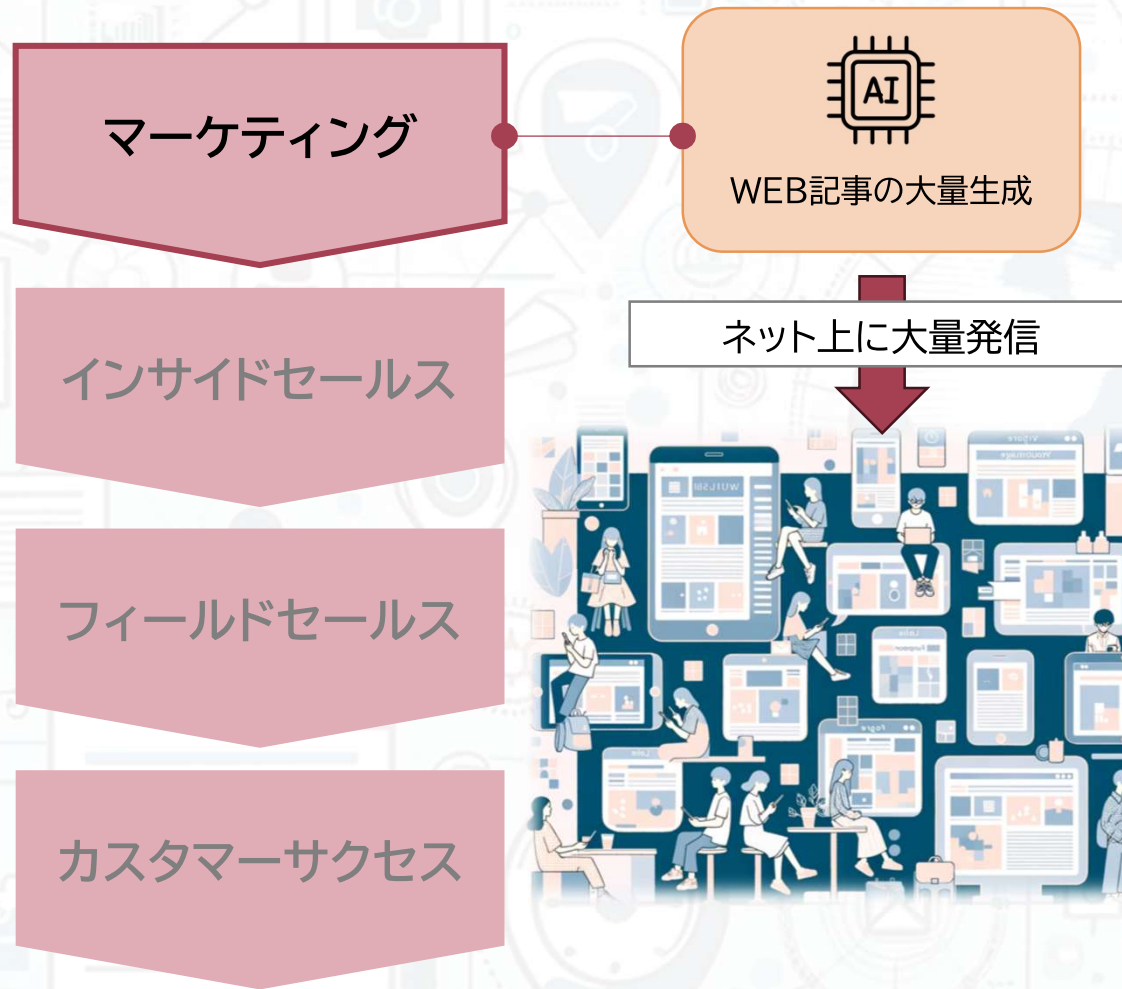 マーケティング
AI
WEB記事の大量生成
ネット上に大量発信
インサイドセールス
フィールドセールス
カスタマーサクセス